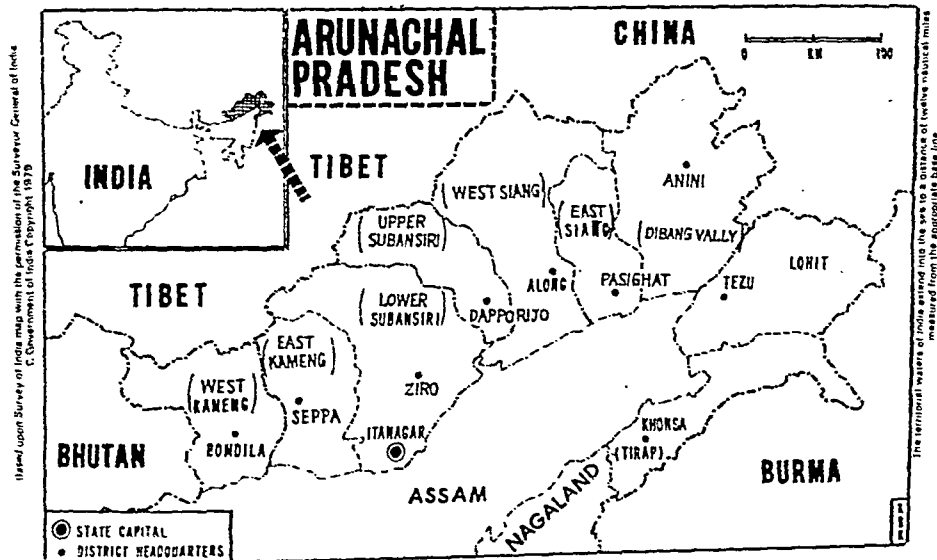 ARUNACHAL
PRADESH
CHINA
0 KM 100
INDIA
TIBET
TIBET
(WEST SIANG)
(EAST
SIANG)
ANINI
(DIBANG VALLY)
(UPPER
SUBANSIRI)
(LOWER
SUBANSIRI)
DAPPORIJO
ALONG
PASIGHAT
TEZU
LOHIT
(EAST
KAMENG)
(WEST
KAMENG)
SEPPA
ZIRO
ITANAGAR
BOMDILA
BHUTAN
ASSAM
NAGALAND
KHONSA
(TIRAP)
BURMA
STATE CAPITAL
DISTRICT HEADQUARTERS
Based upon Survey of India map with the permission of the Surveyor General of India
© Government of India Copyright 1979
The territorial waters of India extend into the sea to a distance of twelve nautical miles
measured from the appropriate base line